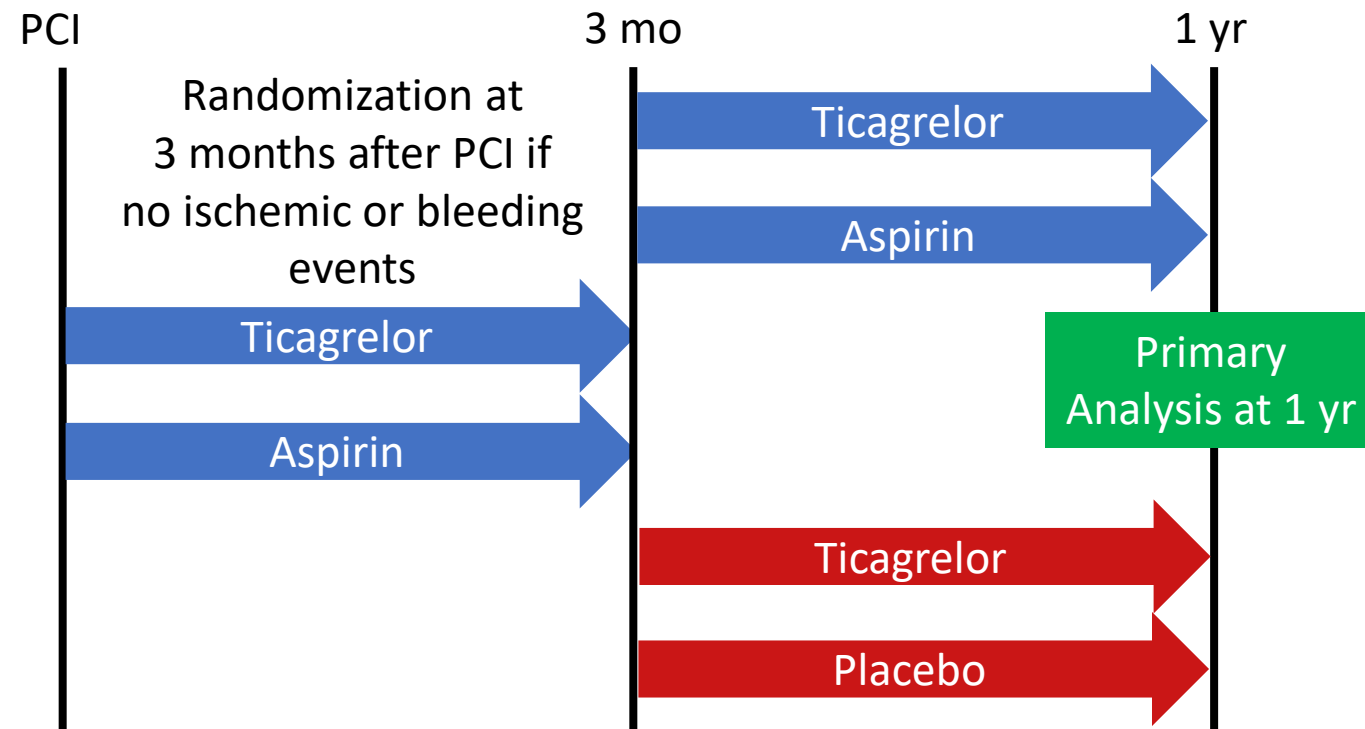 PCI
3 mo
1 yr
Randomization at
3 months after PCI if
no ischemic or bleeding
events
Ticagrelor
Aspirin
Ticagrelor
Aspirin
Primary
Analysis at 1 yr
Ticagrelor
Placebo